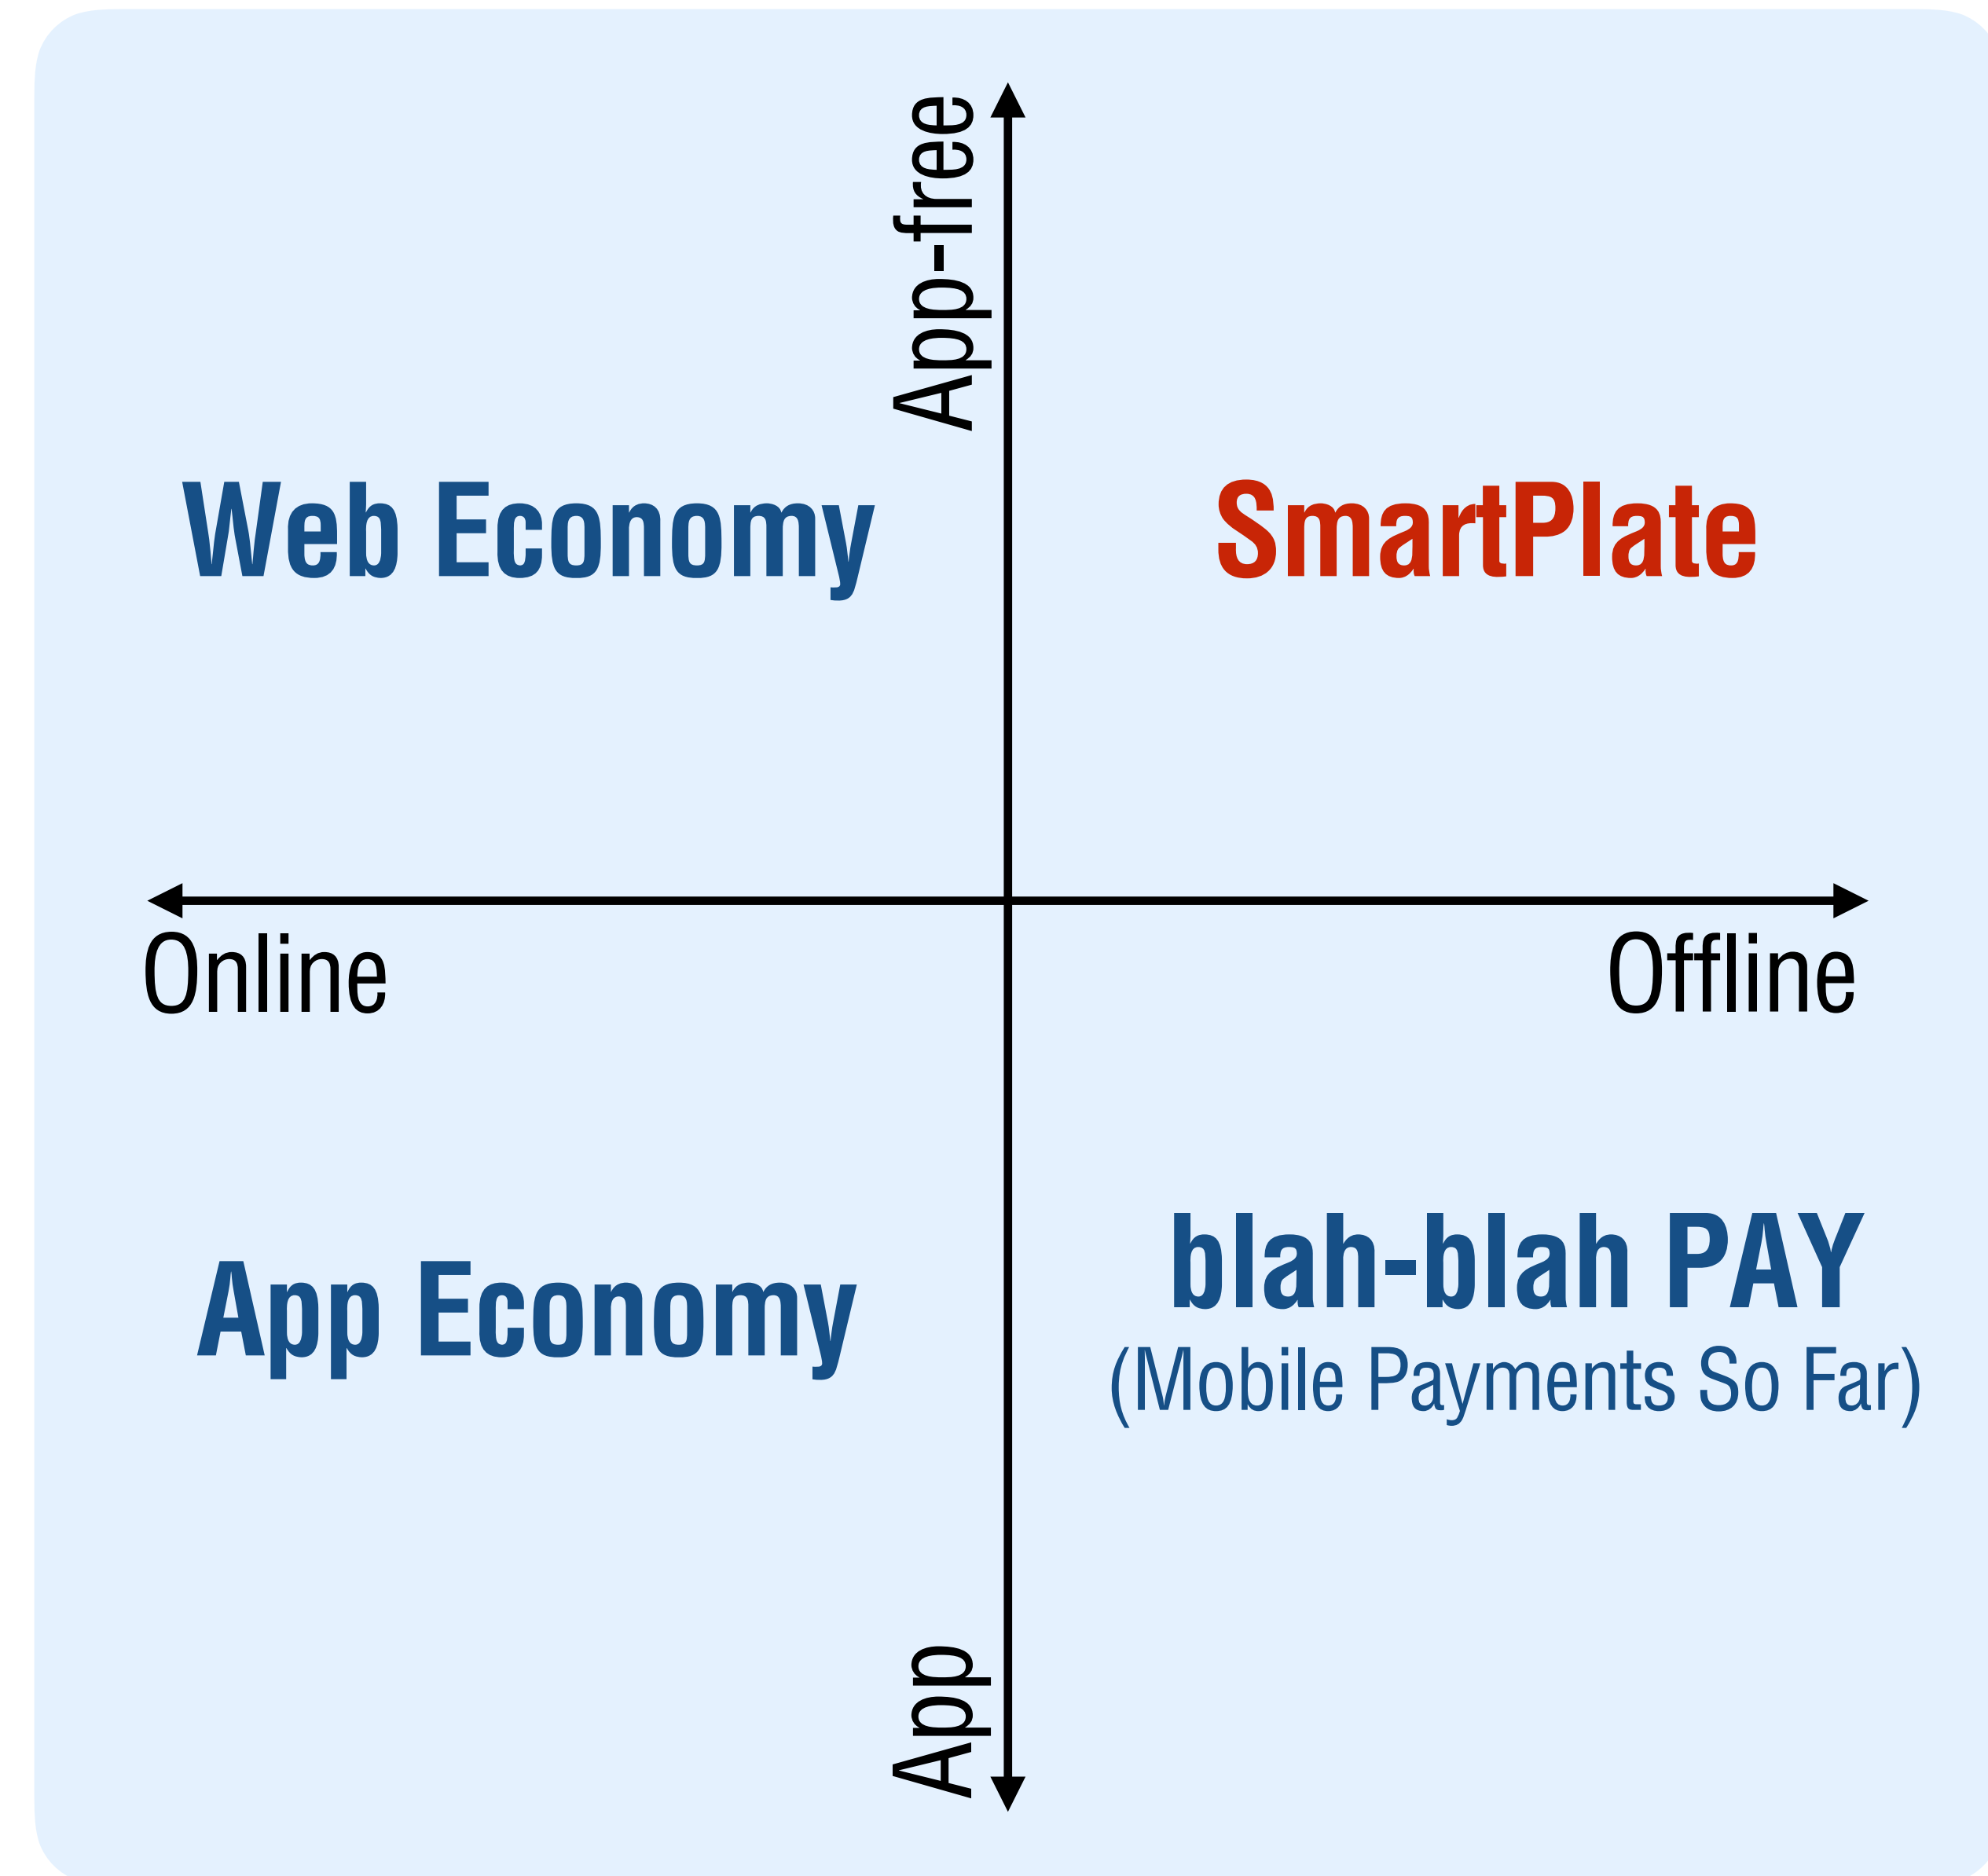 App-free
Web Economy
SmartPlate
Online
Offline
App Economy
blah-blah PAY
(Mobile Payments So Far)
App